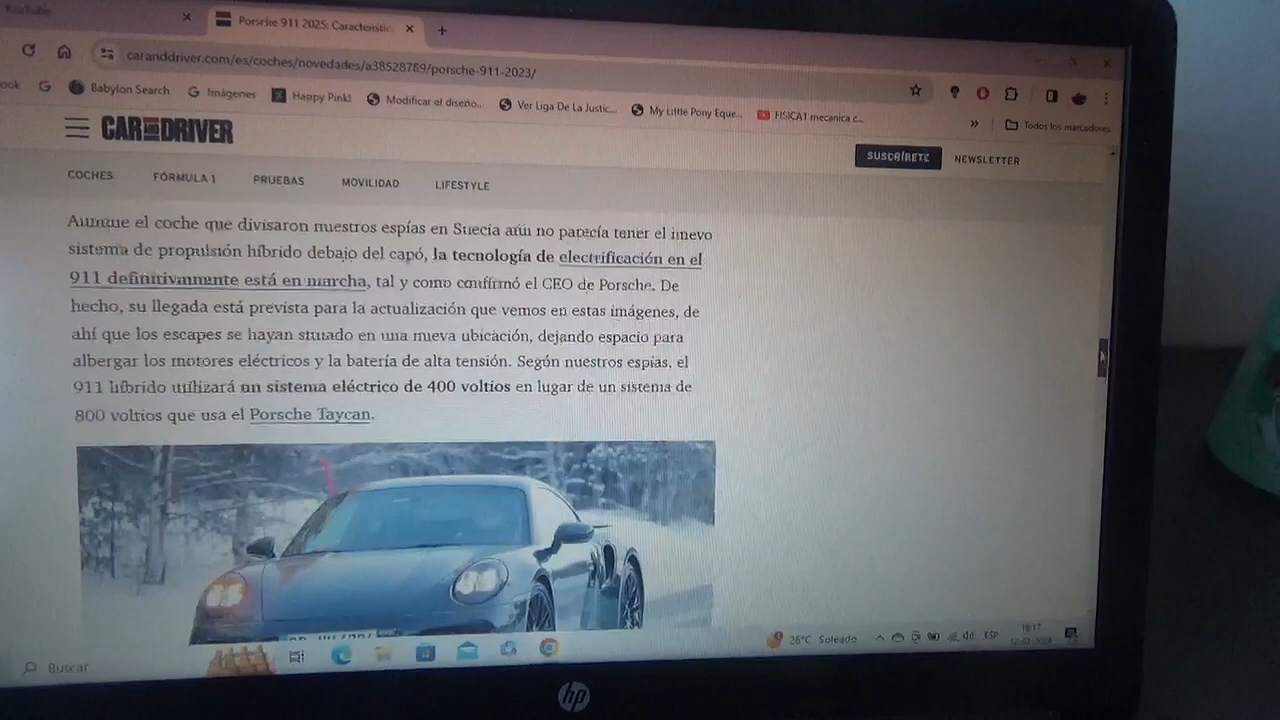 YouTube
Porsche 911 2025: Característic
caranddriver.com/es/coches/novedades/a38528789/porsche-911-2023/
ook
Babylon Search
Imágenes
Happy Pink!
Modificar el diseño...
Ver Liga De La Justic...
My Little Pony Eque...
FISICA1 mecanica c...
»
Todos los marcadores
CAR AND DRIVER
SUSCRÍBETE
NEWSLETTER
COCHES FÓRMULA 1 PRUEBAS MOVILIDAD LIFESTYLE
Aunque el coche que divisaron nuestros espías en Suecia aún no parecía tener el nuevo
sistema de propulsión híbrido debajo del capó, la tecnología de electrificación en el
911 definitivamente está en marcha, tal y como confirmó el CEO de Porsche. De
hecho, su llegada está prevista para la actualización que vemos en estas imágenes, de
ahí que los escapes se hayan situado en una nueva ubicación, dejando espacio para
albergar los motores eléctricos y la batería de alta tensión. Según nuestros espías, el
911 híbrido utilizará un sistema eléctrico de 400 voltios en lugar de un sistema de
800 voltios que usa el Porsche Taycan.
Buscar
26°C Soleado
ESP
hp